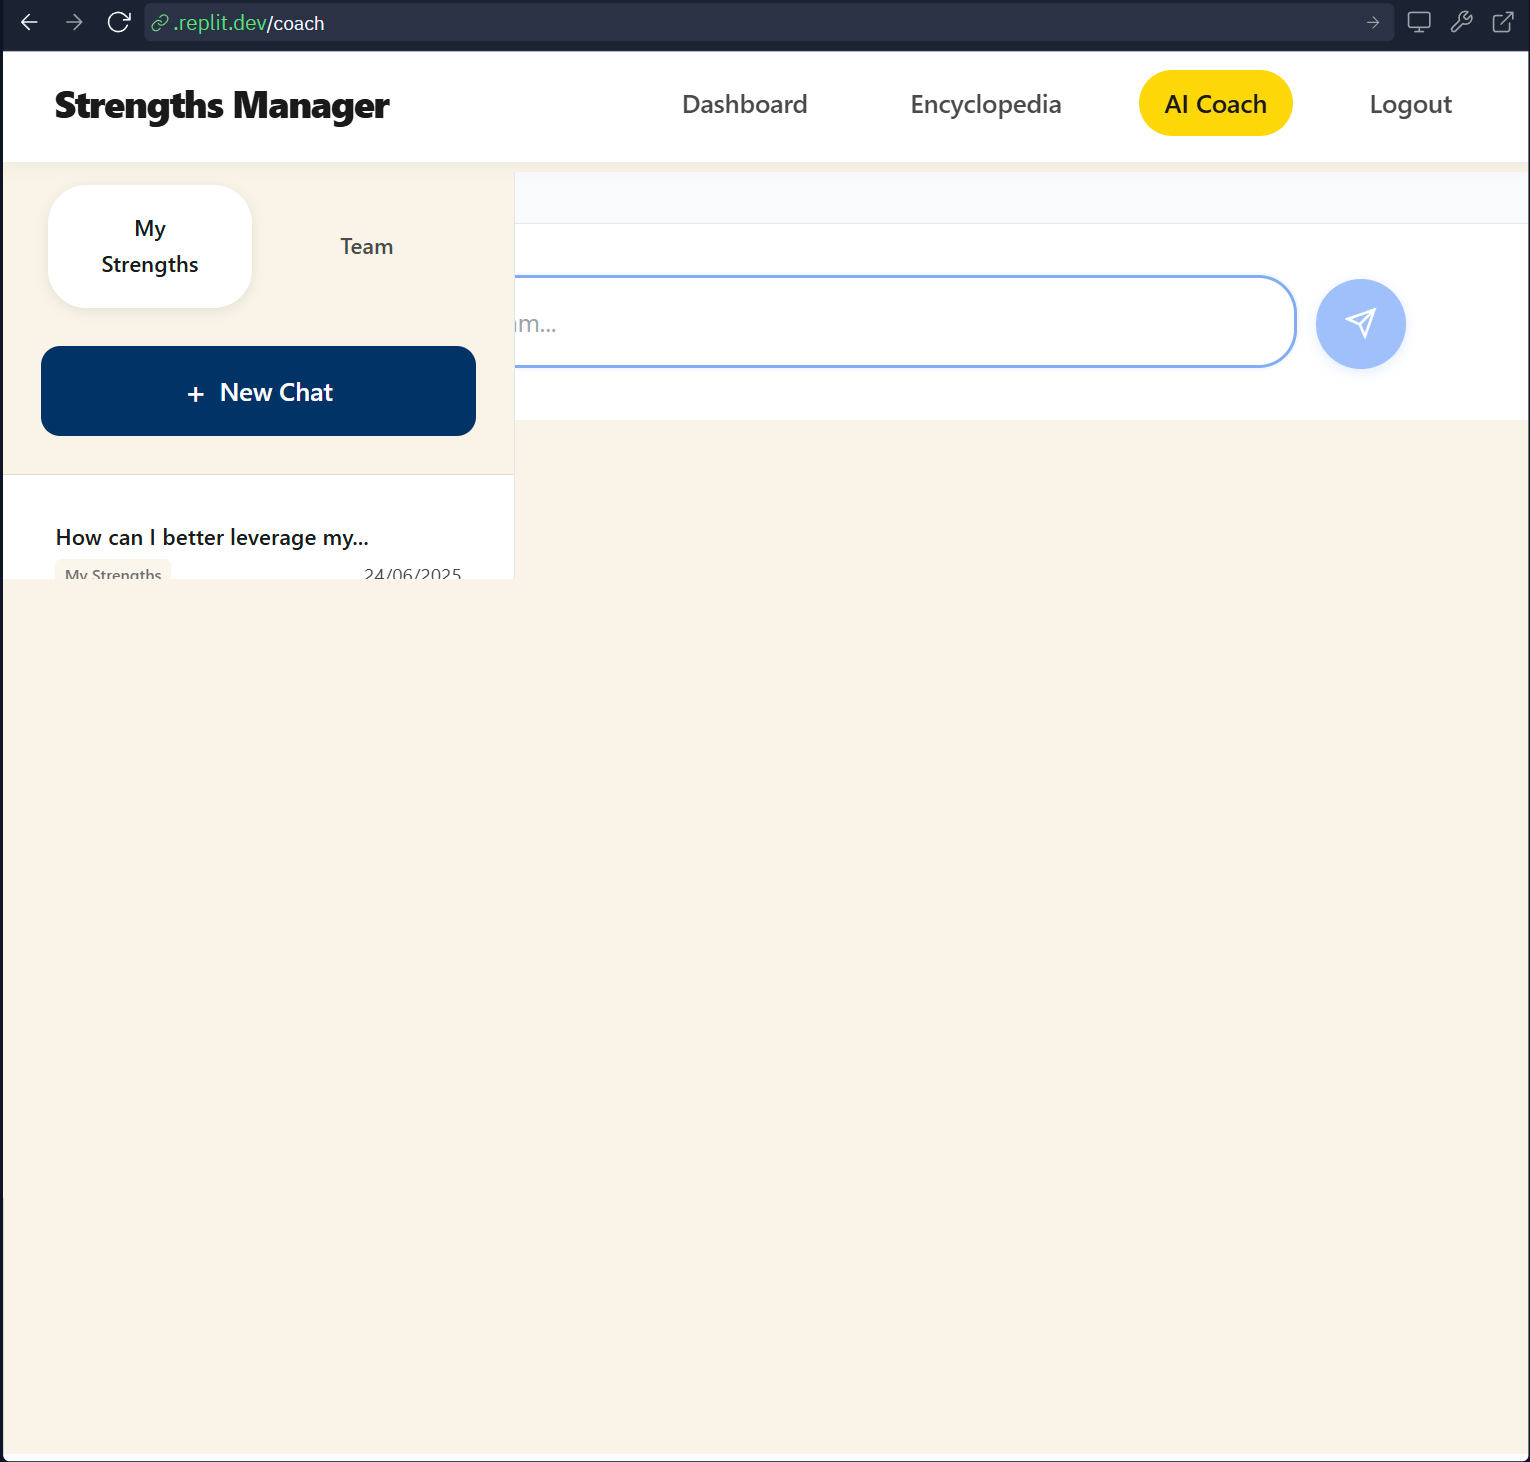 .replit.dev/coach
Strengths Manager
Dashboard
Encyclopedia
AI Coach
Logout
My
Strengths
Team
m...
+ New Chat
How can I better leverage my...
My Strengths
24/06/2025